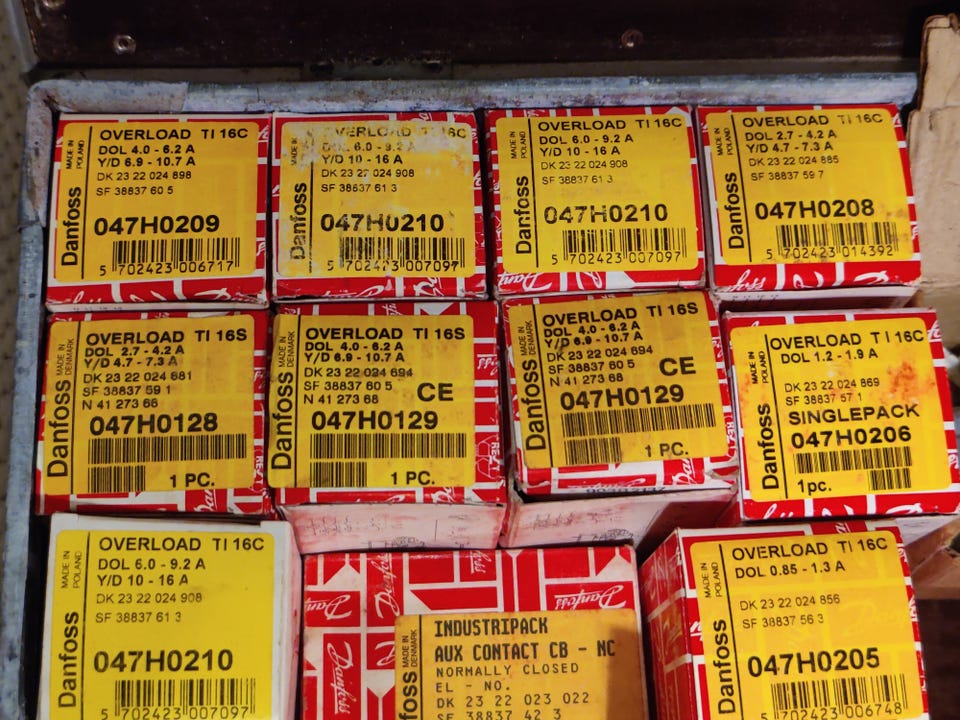 OVERLOAD TI 16C
DOL 4.0 - 6.2 A
Y/D 6.9 - 10.7 A
DK 23 22 024 898
SF 38837 60 5
047H0209
5 702423 006717
MADE IN
POLAND
Danfoss
OVERLOAD TI 16C
DOL 6.0 - 9.2 A
Y/D 10 - 16 A
DK 23 22 024 908
SF 38837 61 3
047H0210
5 702423 007097
MADE IN
Danfoss
OVERLOAD TI 16C
DOL 6.0 - 9.2 A
Y/D 10 - 16 A
DK 23 22 024 908
SF 38837 61 3
047H0210
5 702423 007097
MADE IN
POLAND
Danfoss
OVERLOAD TI 16C
DOL 2.7 - 4.2 A
Y/D 4.7 - 7.3 A
DK 23 22 024 885
SF 38837 59 7
047H0208
5 702423 014392
MADE IN
POLAND
Danfoss
OVERLOAD TI 16S
DOL 2.7 - 4.2 A
Y/D 4.7 - 7.3 A
DK 23 22 024 681
SF 38837 59 1
N 41 273 66
047H0128
1 PC.
MADE IN
DENMARK
Danfoss
OVERLOAD TI 16S
DOL 4.0 - 6.2 A
Y/D 6.9 - 10.7 A
DK 23 22 024 694
SF 38837 60 5
N 41 273 68
CE
047H0129
1 PC.
MADE IN
DENMARK
Danfoss
OVERLOAD TI 16S
DOL 4.0 - 6.2 A
Y/D 6.9 - 10.7 A
DK 23 22 024 694
SF 38837 60 5
N 41 273 68
CE
047H0129
1 PC.
MADE IN
DENMARK
Danfoss
OVERLOAD TI 16C
DOL 1.2 - 1.9 A
DK 23 22 024 869
SF 38837 57 1
SINGLEPACK
047H0206
1pc.
MADE IN
POLAND
Danfoss
OVERLOAD TI 16C
DOL 6.0 - 9.2 A
Y/D 10 - 16 A
DK 23 22 024 908
SF 38837 61 3
047H0210
5 702423 007097
MADE IN
POLAND
Danfoss
INDUSTRIPACK
AUX CONTACT CB - NC
NORMALLY CLOSED
EL - NO.
DK 23 22 023 022
SF 38837 42 3
MADE IN
DENMARK
foss
OVERLOAD TI 16C
DOL 0.85 - 1.3 A
DK 23 22 024 856
SF 38837 56 3
047H0205
5 702423 006748
MADE IN
POLAND
Danfoss